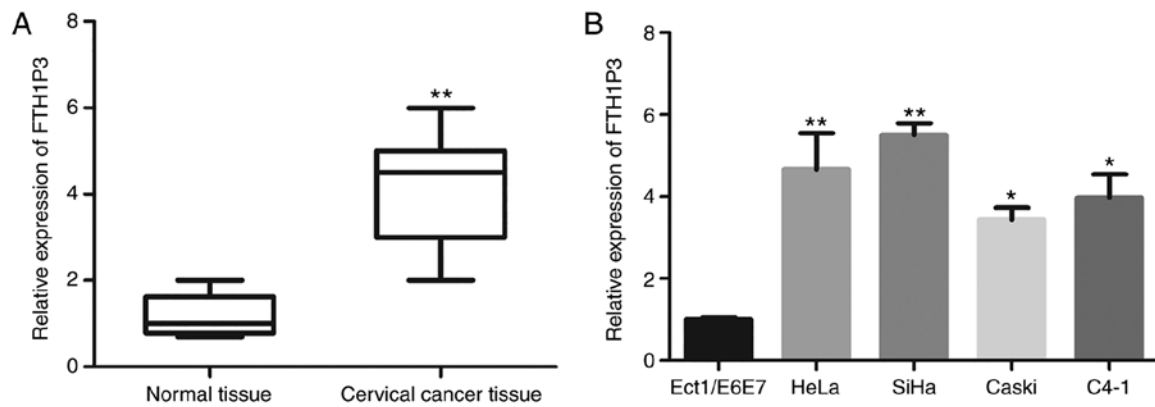 A
Relative expression of FTH1P3
8
6
4
2
0
**
Normal tissue
Cervical cancer tissue
B
Relative expression of FTH1P3
8
6
4
2
0
**
**
*
*
Ect1/E6E7
HeLa
SiHa
Caski
C4-1